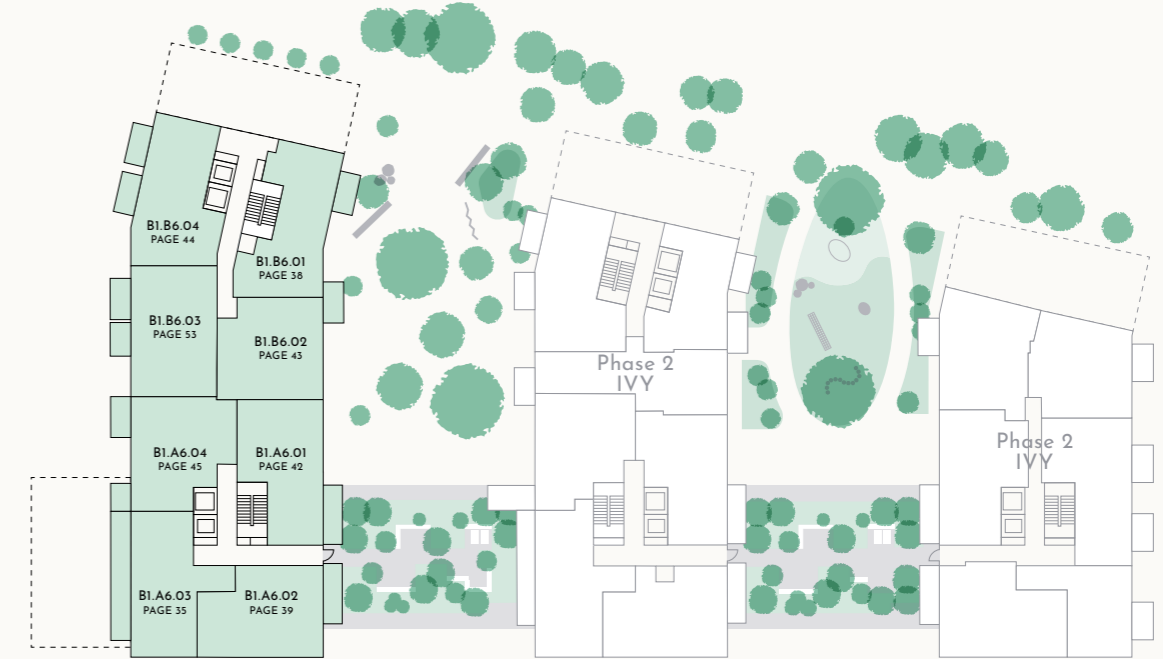 B1.B6.04
PAGE 44
B1.B6.01
PAGE 38
B1.B6.03
PAGE 53
B1.B6.02
PAGE 43
Phase 2
IVY
B1.A6.04
PAGE 45
B1.A6.01
PAGE 42
Phase 2
IVY
B1.A6.03
PAGE 35
B1.A6.02
PAGE 39